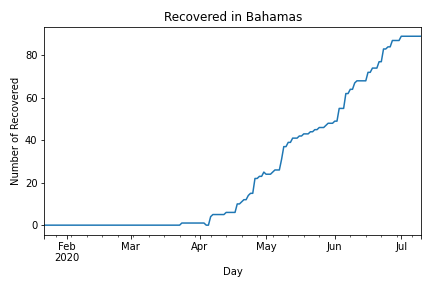 Recovered in Bahamas
Number of Recovered
80
60
40
20
0
Feb
2020
Mar
Apr
May
Jun
Jul
Day